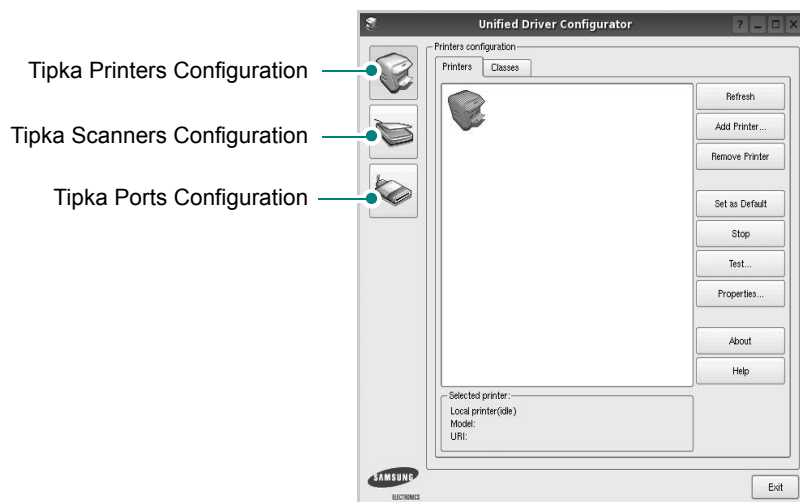 Unified Driver Configurator
Tipka Printers Configuration
Tipka Scanners Configuration
Tipka Ports Configuration
Printers configuration
Printers
Classes
Refresh
Add Printer...
Remove Printer
Set as Default
Stop
Test...
Properties...
About
Help
Selected printer:
Local printer(idle)
Model:
URI:
SAMSUNG
ELECTRONICS
Exit